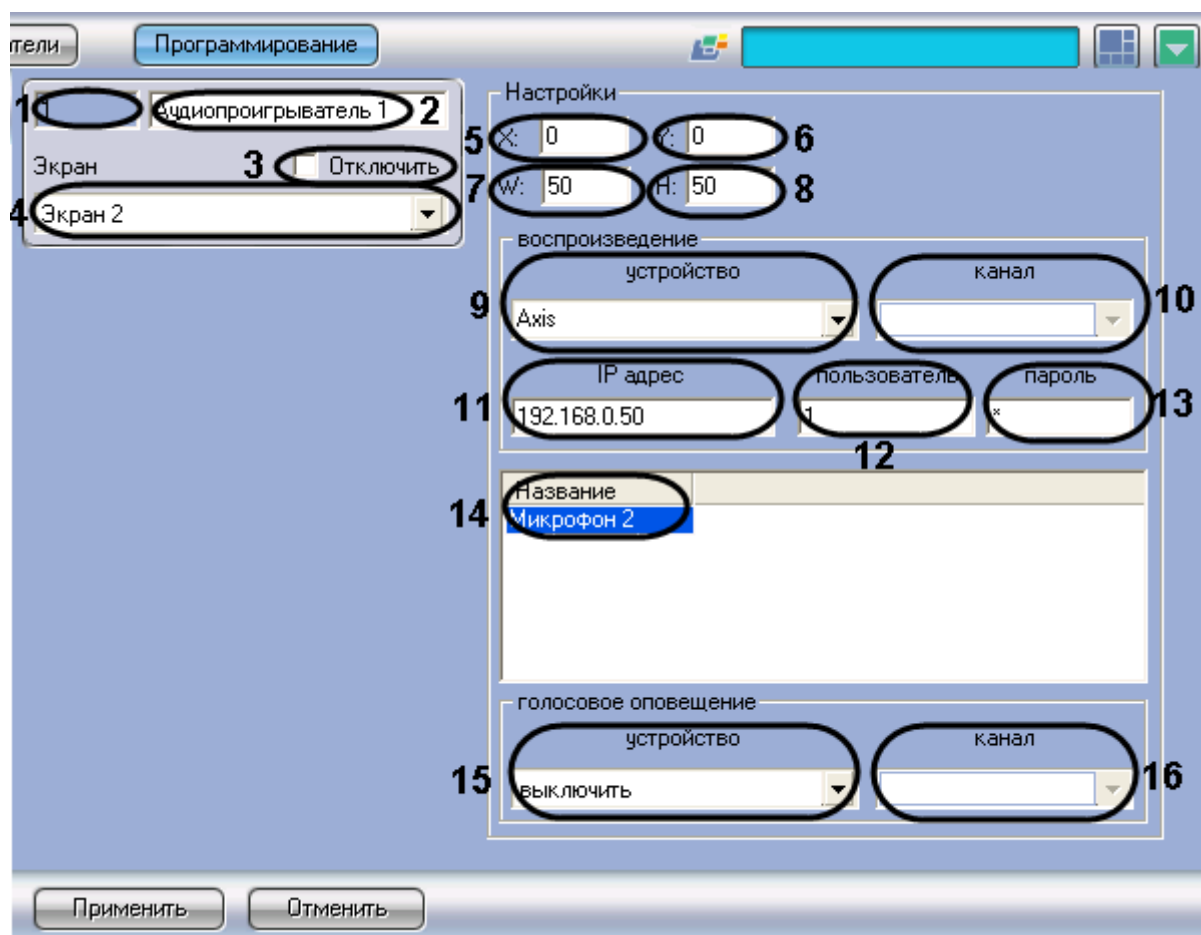 тели Программирование
1 1 Аудиопроигрыватель 1 2
Экран 3 Отключить
4 Экран 2
Настройки
5 X: 0 Y: 0 6
7 W: 50 H: 50 8
воспроизведение
устройство канал
9 Axis 10
IP адрес пользователь пароль
11 192.168.0.50 1 * 13
12
Название
14 Микрофон 2
голосовое оповещение
устройство канал
15 выключить 16
Применить Отменить